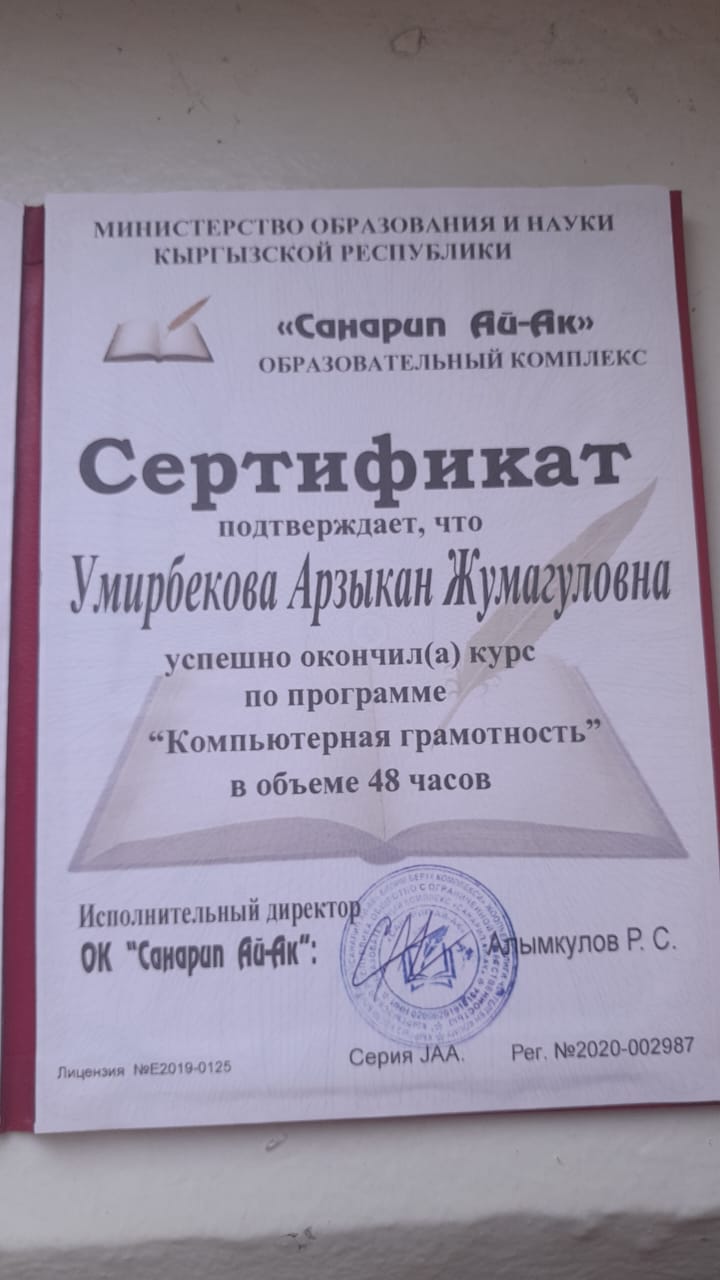 МИНИСТЕРСТВО ОБРАЗОВАНИЯ И НАУКИ
КЫРГЫЗСКОЙ РЕСПУБЛИКИ
«Санарип Ай-Ак»
ОБРАЗОВАТЕЛЬНЫЙ КОМПЛЕКС
Сертификат
подтверждает, что
Умирбекова Арзыкан Жумагуловна
успешно окончил(а) курс
по программе
“Компьютерная грамотность”
в объеме 48 часов
Исполнительный директор
ОК "Санарип Ай-Ак": Алымкулов Р. С.
Лицензия №E2019-0125 Серия JAA. Рег. №2020-002987